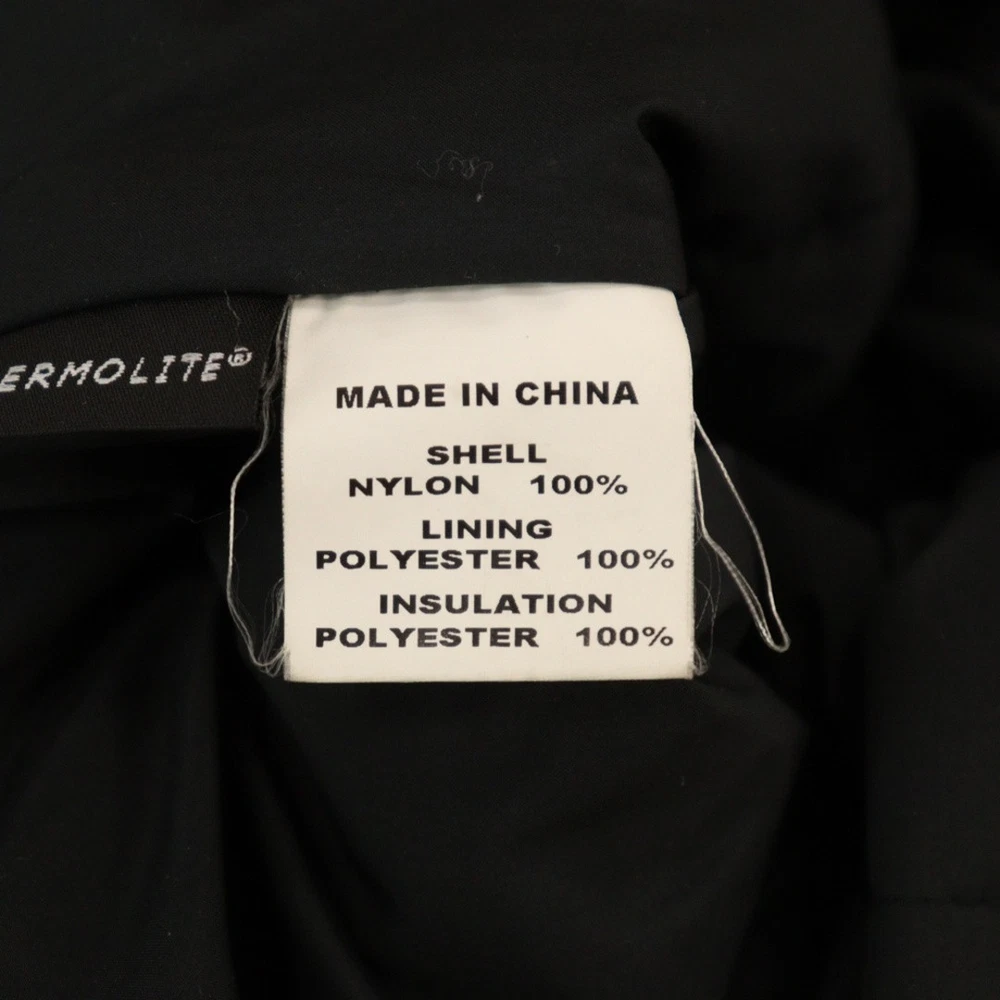 ERMOLITE®
MADE IN CHINA
SHELL
NYLON 100%
LINING
POLYESTER 100%
INSULATION
POLYESTER 100%